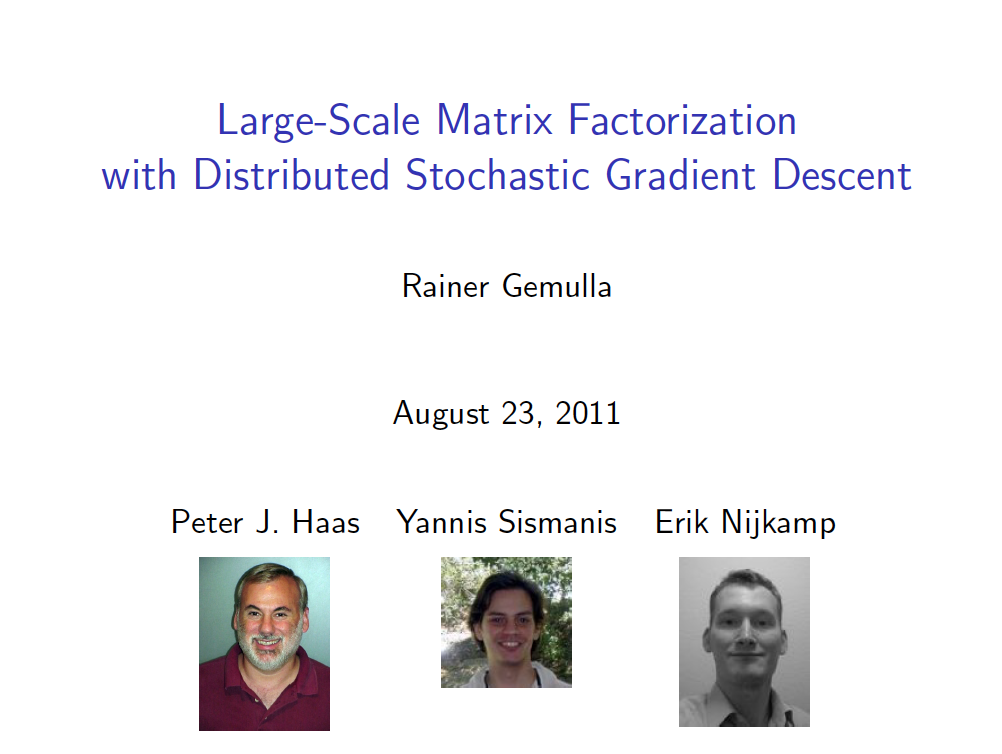 Large-Scale Matrix Factorization
with Distributed Stochastic Gradient Descent
Rainer Gemulla
August 23, 2011
Peter J. Haas Yannis Sismanis Erik Nijkamp